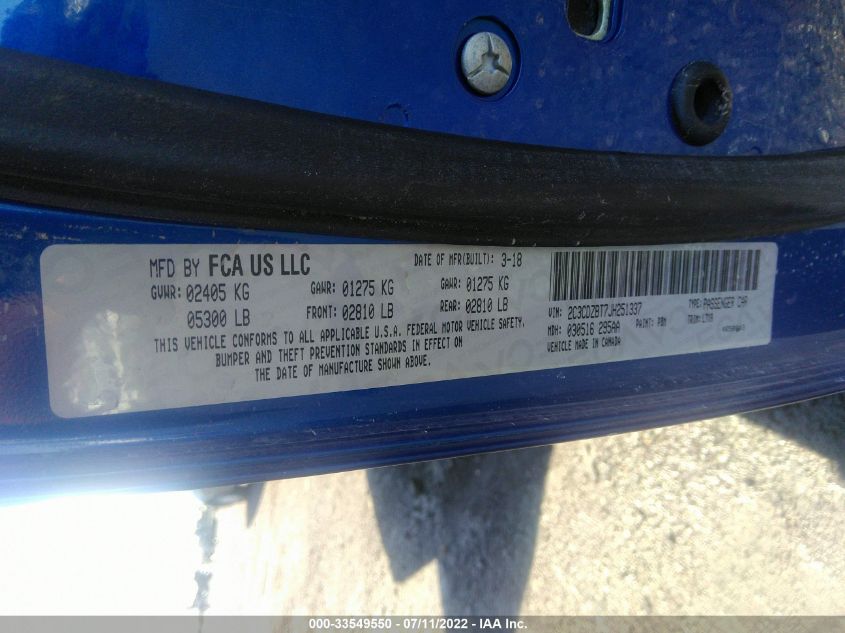 MFD BY FCA US LLC
DATE OF MFR(BUILT): 3-18
GVWR: 02405 KG GAWR: 01275 KG GAWR: 01275 KG
05300 LB FRONT: 02810 LB REAR: 02810 LB
THIS VEHICLE CONFORMS TO ALL APPLICABLE U.S.A. FEDERAL MOTOR VEHICLE SAFETY,
BUMPER AND THEFT PREVENTION STANDARDS IN EFFECT ON
THE DATE OF MANUFACTURE SHOWN ABOVE.
VIN: 2C3CDZBT7JH251337 TYPE: PASSENGER CAR
MDH: 030516 295AA PAINT: PBM TRIM:
VEHICLE MADE IN CANADA
000-33549550 - 07/11/2022 - IAA Inc.